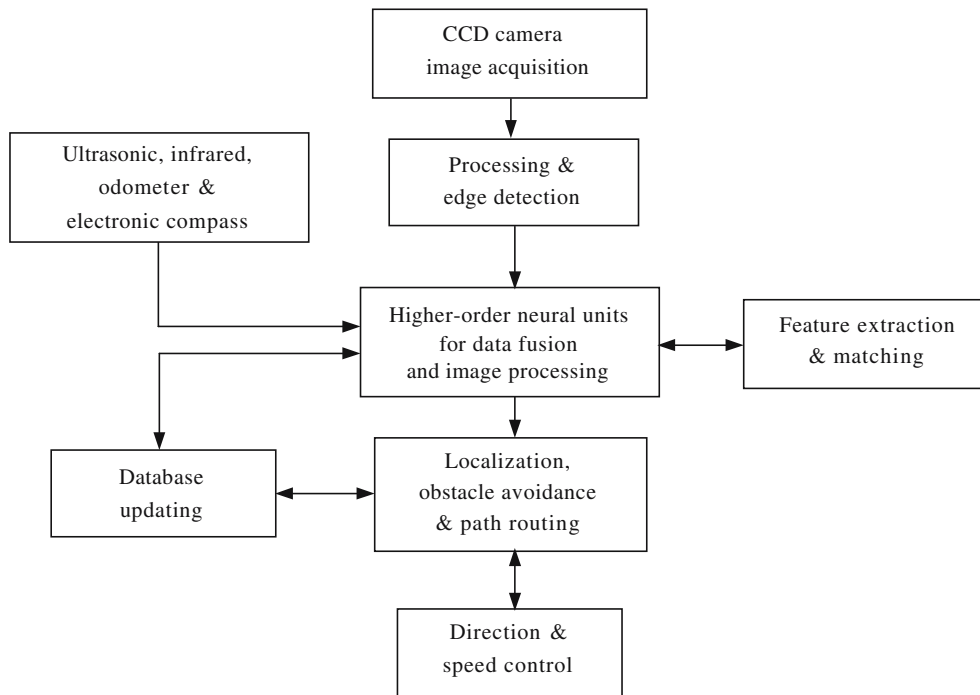 CCD camera
image acquisition
Ultrasonic, infrared,
odometer &
electronic compass
Processing &
edge detection
Higher-order neural units
for data fusion
and image processing
Feature extraction
& matching
Database
updating
Localization,
obstacle avoidance
& path routing
Direction &
speed control